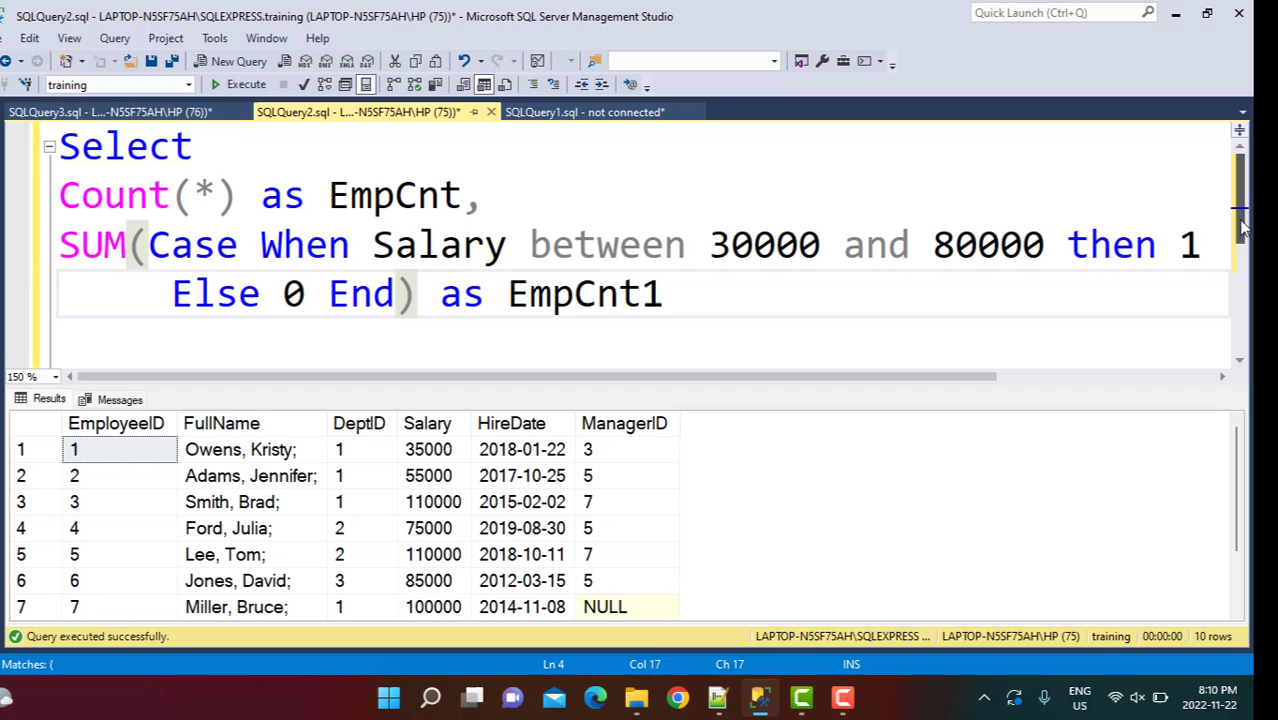 SQLQuery2.sql - LAPTOP-N5SF75AH\SQLEXPRESS.training (LAPTOP-N5SF75AH\HP (75))* - Microsoft SQL Server Management Studio
Quick Launch (Ctrl+Q)
Edit View Query Project Tools Window Help
New Query
MDX DMX XMLA DAX
training
Execute
SQLQuery3.sql - L...-N5SF75AH\HP (76))*
SQLQuery2.sql - L...-N5SF75AH\HP (75))*
SQLQuery1.sql - not connected*
Select
Count(*) as EmpCnt,
SUM(Case When Salary between 30000 and 80000 then 1
Else 0 End) as EmpCnt1
150 %
Results Messages
EmployeeID FullName DeptID Salary HireDate ManagerID
1 1 Owens, Kristy; 1 35000 2018-01-22 3
2 2 Adams, Jennifer; 1 55000 2017-10-25 5
3 3 Smith, Brad; 1 110000 2015-02-02 7
4 4 Ford, Julia; 2 75000 2019-08-30 5
5 5 Lee, Tom; 2 110000 2018-10-11 7
6 6 Jones, David; 3 85000 2012-03-15 5
7 7 Miller, Bruce; 1 100000 2014-11-08 NULL
Query executed successfully.
LAPTOP-N5SF75AH\SQLEXPRESS ... LAPTOP-N5SF75AH\HP (75) training 00:00:00 10 rows
Matches: (
Ln 4 Col 17 Ch 17 INS
ENG
US
8:10 PM
2022-11-22